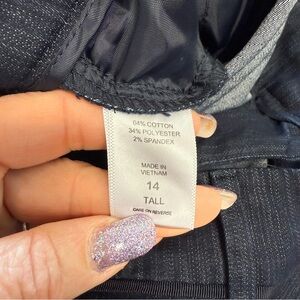 64% COTTON
34% POLYESTER
2% SPANDEX
MADE IN
VIETNAM
14
TALL
CARE ON REVERSE